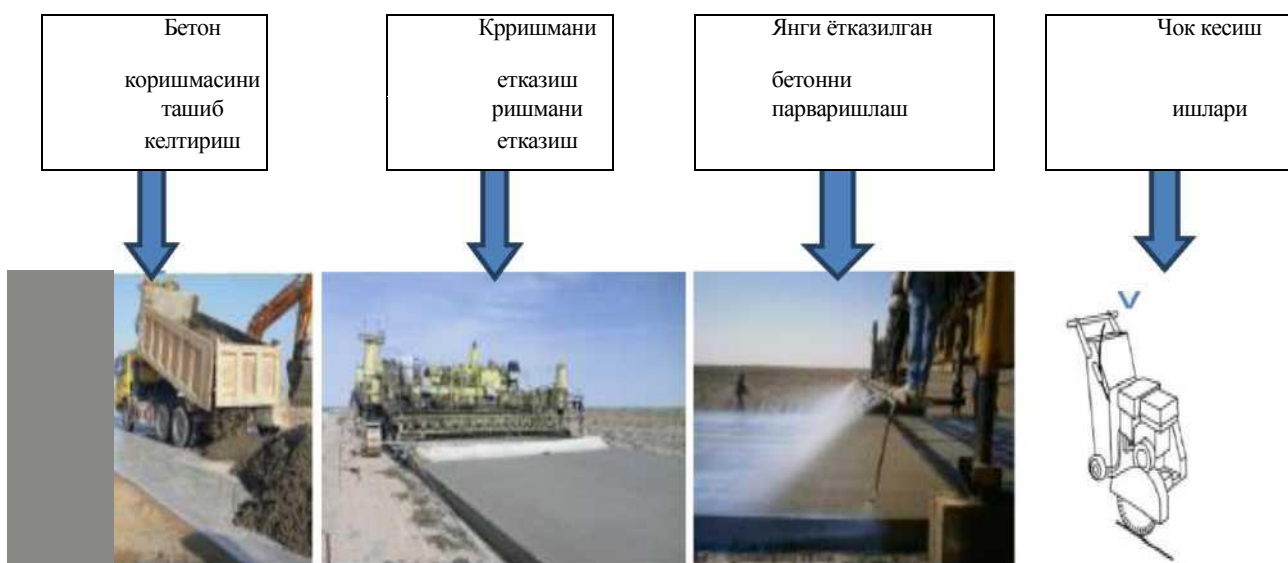 Бетон
коришмасини
ташиб
келтириш
Крришмани
етказиш
ришмани
етказиш
Янги ётказилган
бетонни
парваришлаш
Чок кесиш
ишлари